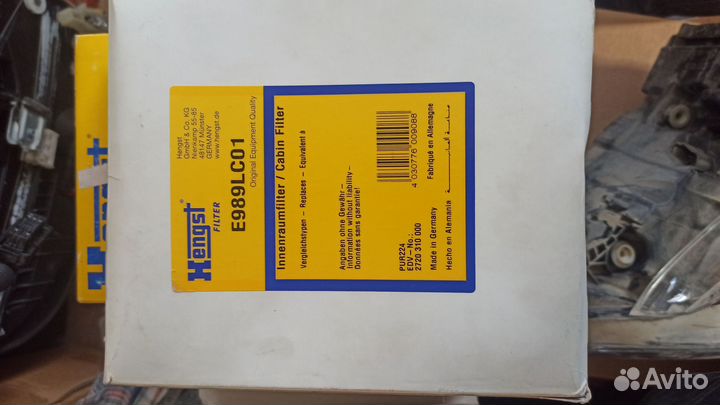 Hengst
FILTER
E989LC01
Original Equipment Quality
Hengst
GmbH & Co. KG
Nienkamp 55-85
48147 Münster
GERMANY
www.hengst.de
Innenraumfilter / Cabin Filter
Vergleichstypen - Replaces - Equivalent à
Angaben ohne Gewähr -
Information without liability -
Données sans garantie!
4 030776 009088
PUR224
EDV-No.:
2720 310 000
Made in Germany
Fabriqué en Allemagne
Hecho en Alemania
Hengst
Avito